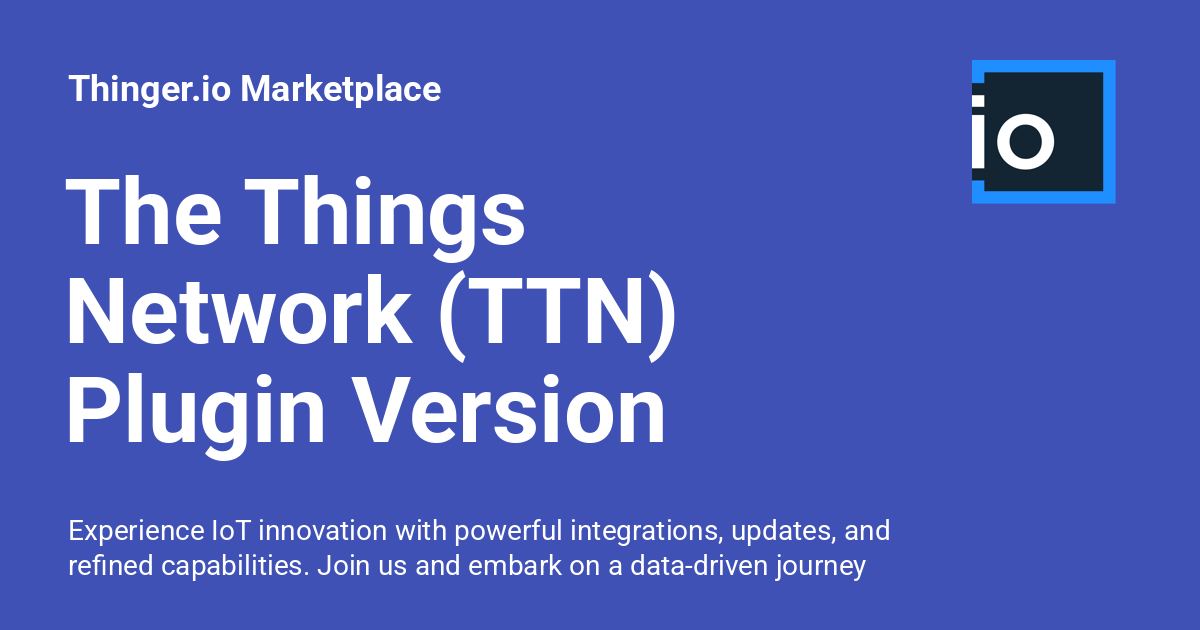 Thinger.io Marketplace
io
The Things
Network (TTN)
Plugin Version
Experience IoT innovation with powerful integrations, updates, and
refined capabilities. Join us and embark on a data-driven journey